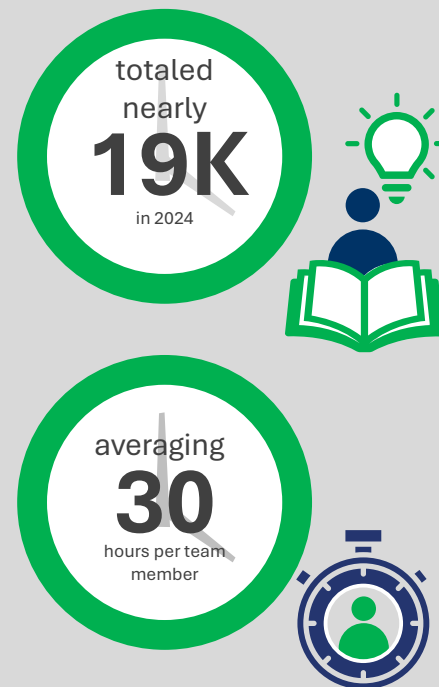 totaled
nearly
19K
in 2024
averaging
30
hours per team
member